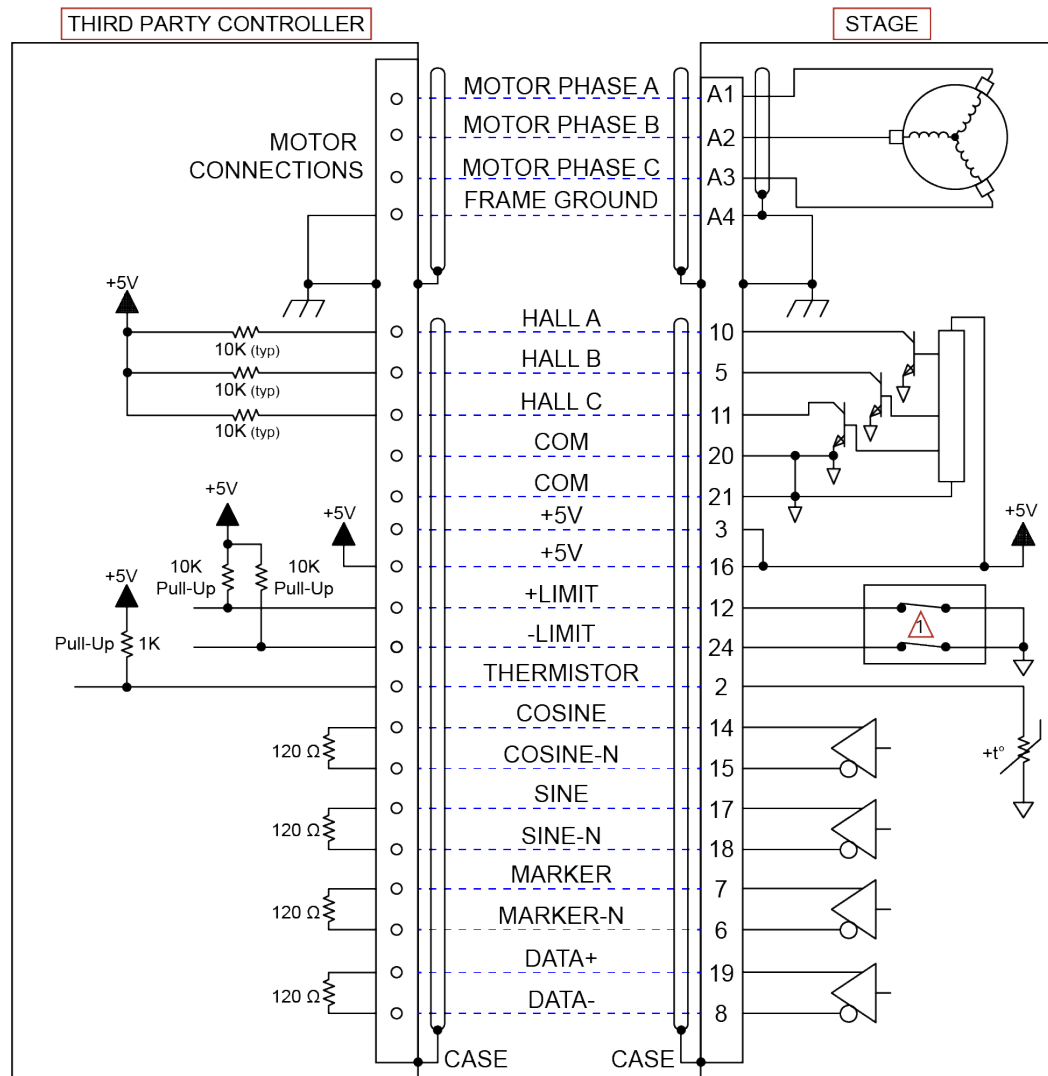 THIRD PARTY CONTROLLER
STAGE
MOTOR
CONNECTIONS
MOTOR PHASE A
A1
MOTOR PHASE B
A2
MOTOR PHASE C
A3
FRAME GROUND
A4
+5V
10K (typ)
10K (typ)
10K (typ)
HALL A
10
HALL B
5
HALL C
11
COM
20
COM
21
+5V
3
+5V
16
+5V
+5V
+5V
10K
Pull-Up
10K
Pull-Up
+5V
Pull-Up
1K
+LIMIT
12
-LIMIT
24
1
THERMISTOR
2
+t°
COSINE
14
120 Ω
COSINE-N
15
SINE
17
120 Ω
SINE-N
18
MARKER
7
120 Ω
MARKER-N
6
DATA+
19
120 Ω
DATA-
8
CASE
CASE